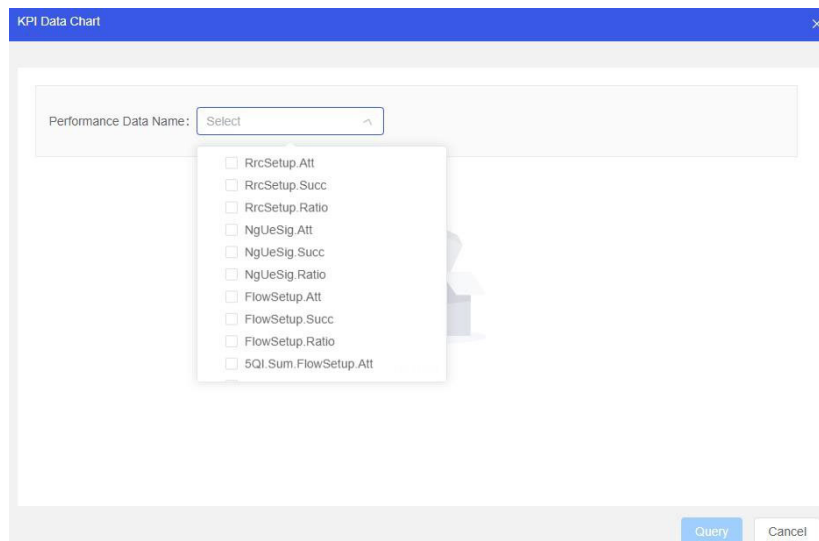 KPI Data Chart
Performance Data Name: Select
RrcSetup.Att
RrcSetup.Succ
RrcSetup.Ratio
NgUeSig.Att
NgUeSig.Succ
NgUeSig.Ratio
FlowSetup.Att
FlowSetup.Succ
FlowSetup.Ratio
5QI.Sum.FlowSetup.Att
Query Cancel